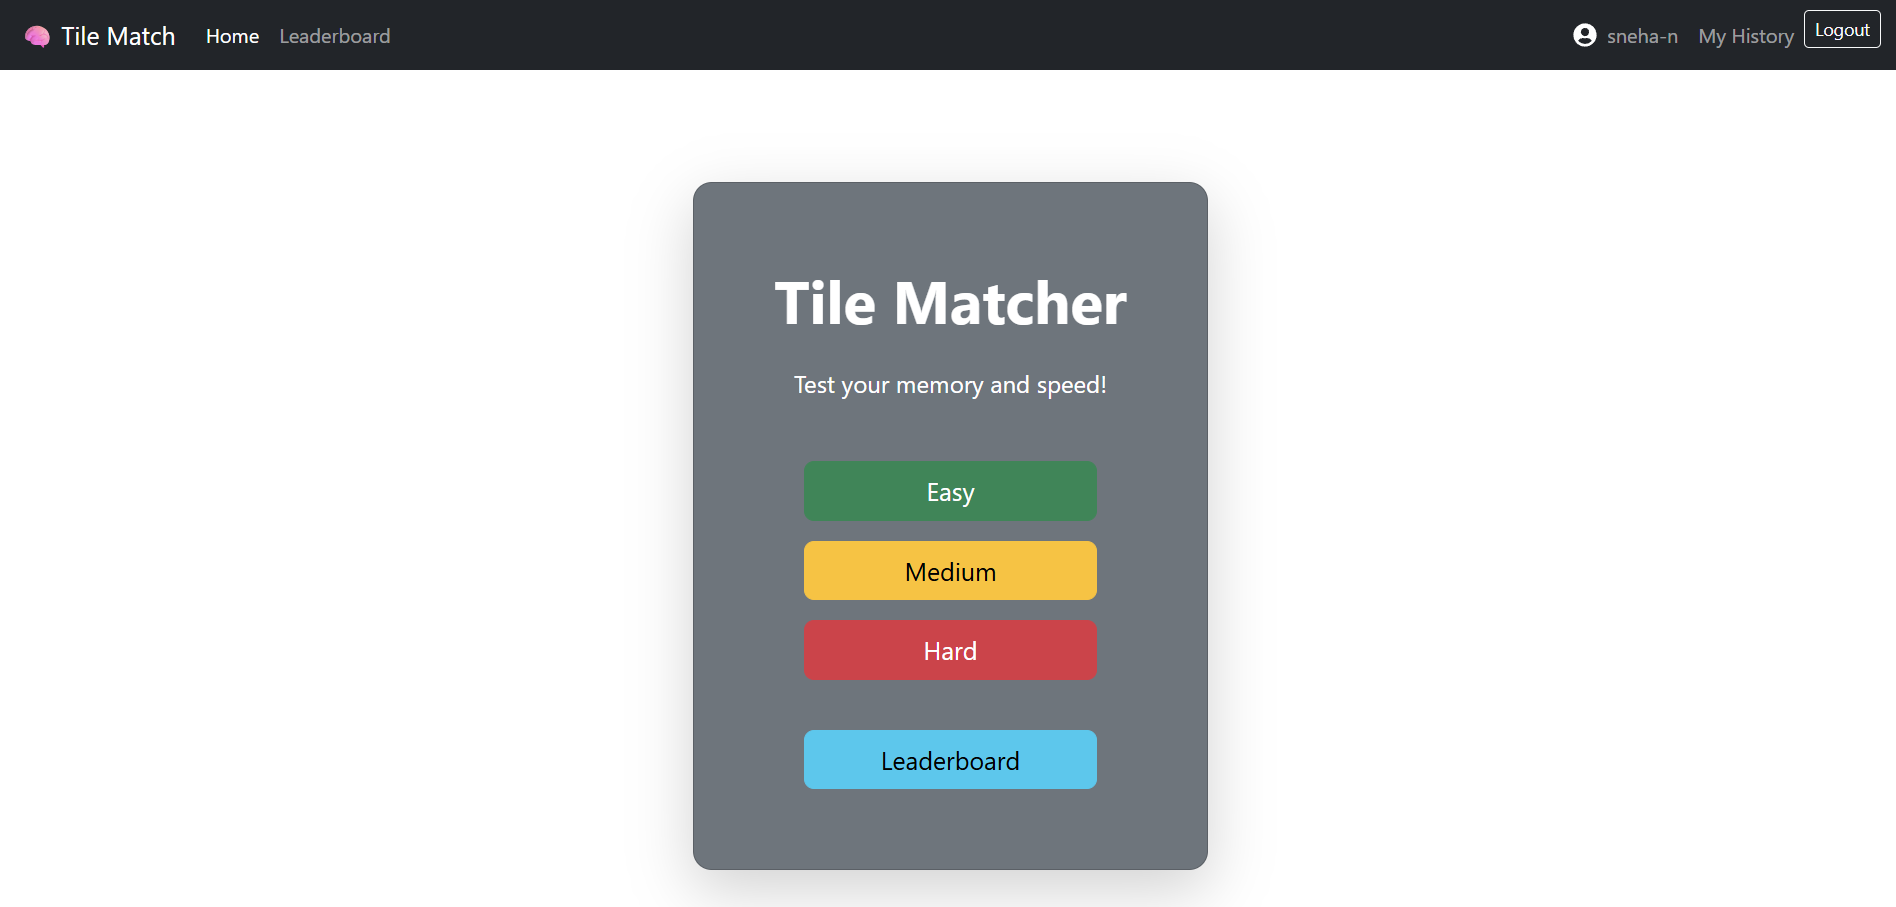 Tile Match Home Leaderboard sneha-n My History Logout
Tile Matcher
Test your memory and speed!
Easy
Medium
Hard
Leaderboard